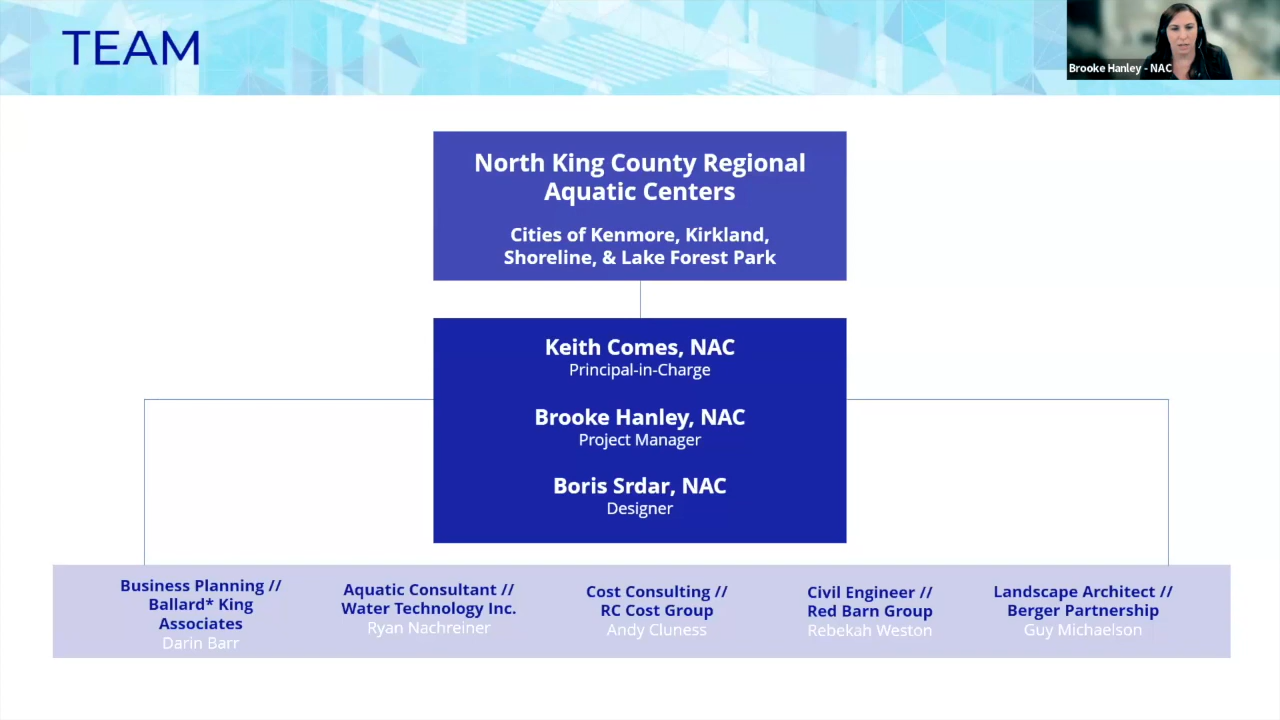 TEAM
Brooke Hanley - NAC
North King County Regional
Aquatic Centers
Cities of Kenmore, Kirkland,
Shoreline, & Lake Forest Park
Keith Comes, NAC
Principal-in-Charge
Brooke Hanley, NAC
Project Manager
Boris Srdar, NAC
Designer
Business Planning //
Ballard* King
Associates
Darin Barr
Aquatic Consultant //
Water Technology Inc.
Ryan Nachreiner
Cost Consulting //
RC Cost Group
Andy Cluness
Civil Engineer //
Red Barn Group
Rebekah Weston
Landscape Architect //
Berger Partnership
Guy Michaelson